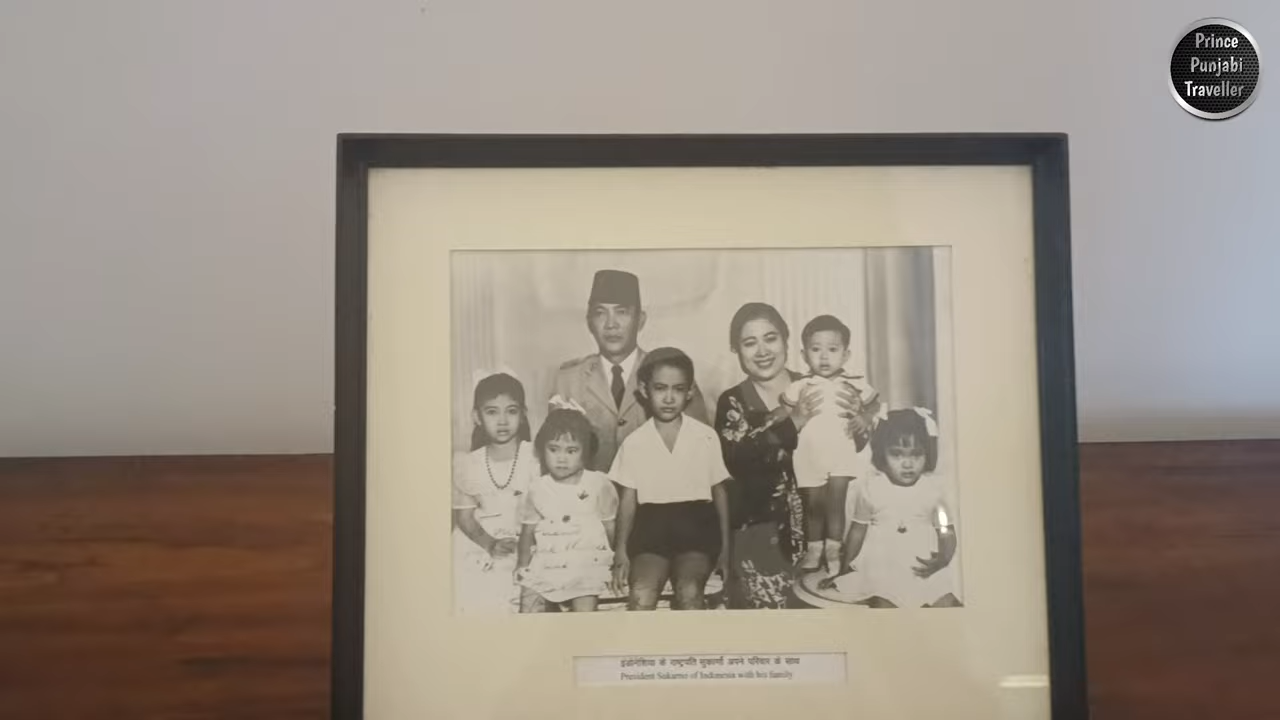 Prince
Punjabi
Traveller
इंडोनेशिया के राष्ट्रपति सुकार्णो अपने परिवार के साथ
President Sukarno of Indonesia with his family